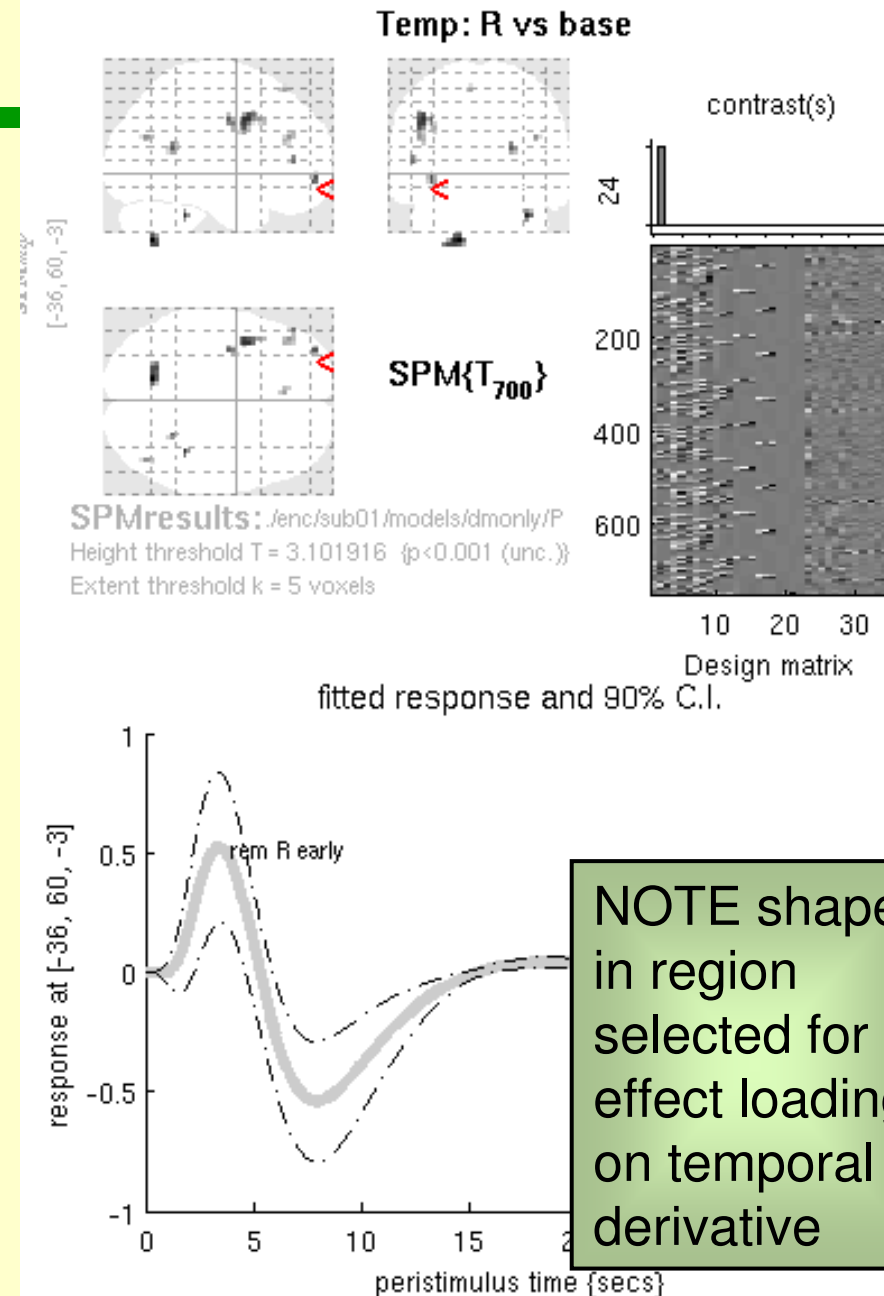 Temp: R vs base
contrast(s)
24
[-36, 60, -3]
SPM{T700}
200
400
600
10 20 30
Design matrix
SPMresults: ./enc/sub01/models/dmonly/P
Height threshold T = 3.101916 {p<0.001 (unc.)}
Extent threshold k = 5 voxels
fitted response and 90% C.I.
response at [-36, 60, -3]
1
0.5
0
-0.5
-1
rem R early
0 5 10 15 2
peristimulus time {secs}
NOTE shape
in region
selected for
effect loading
on temporal
derivative